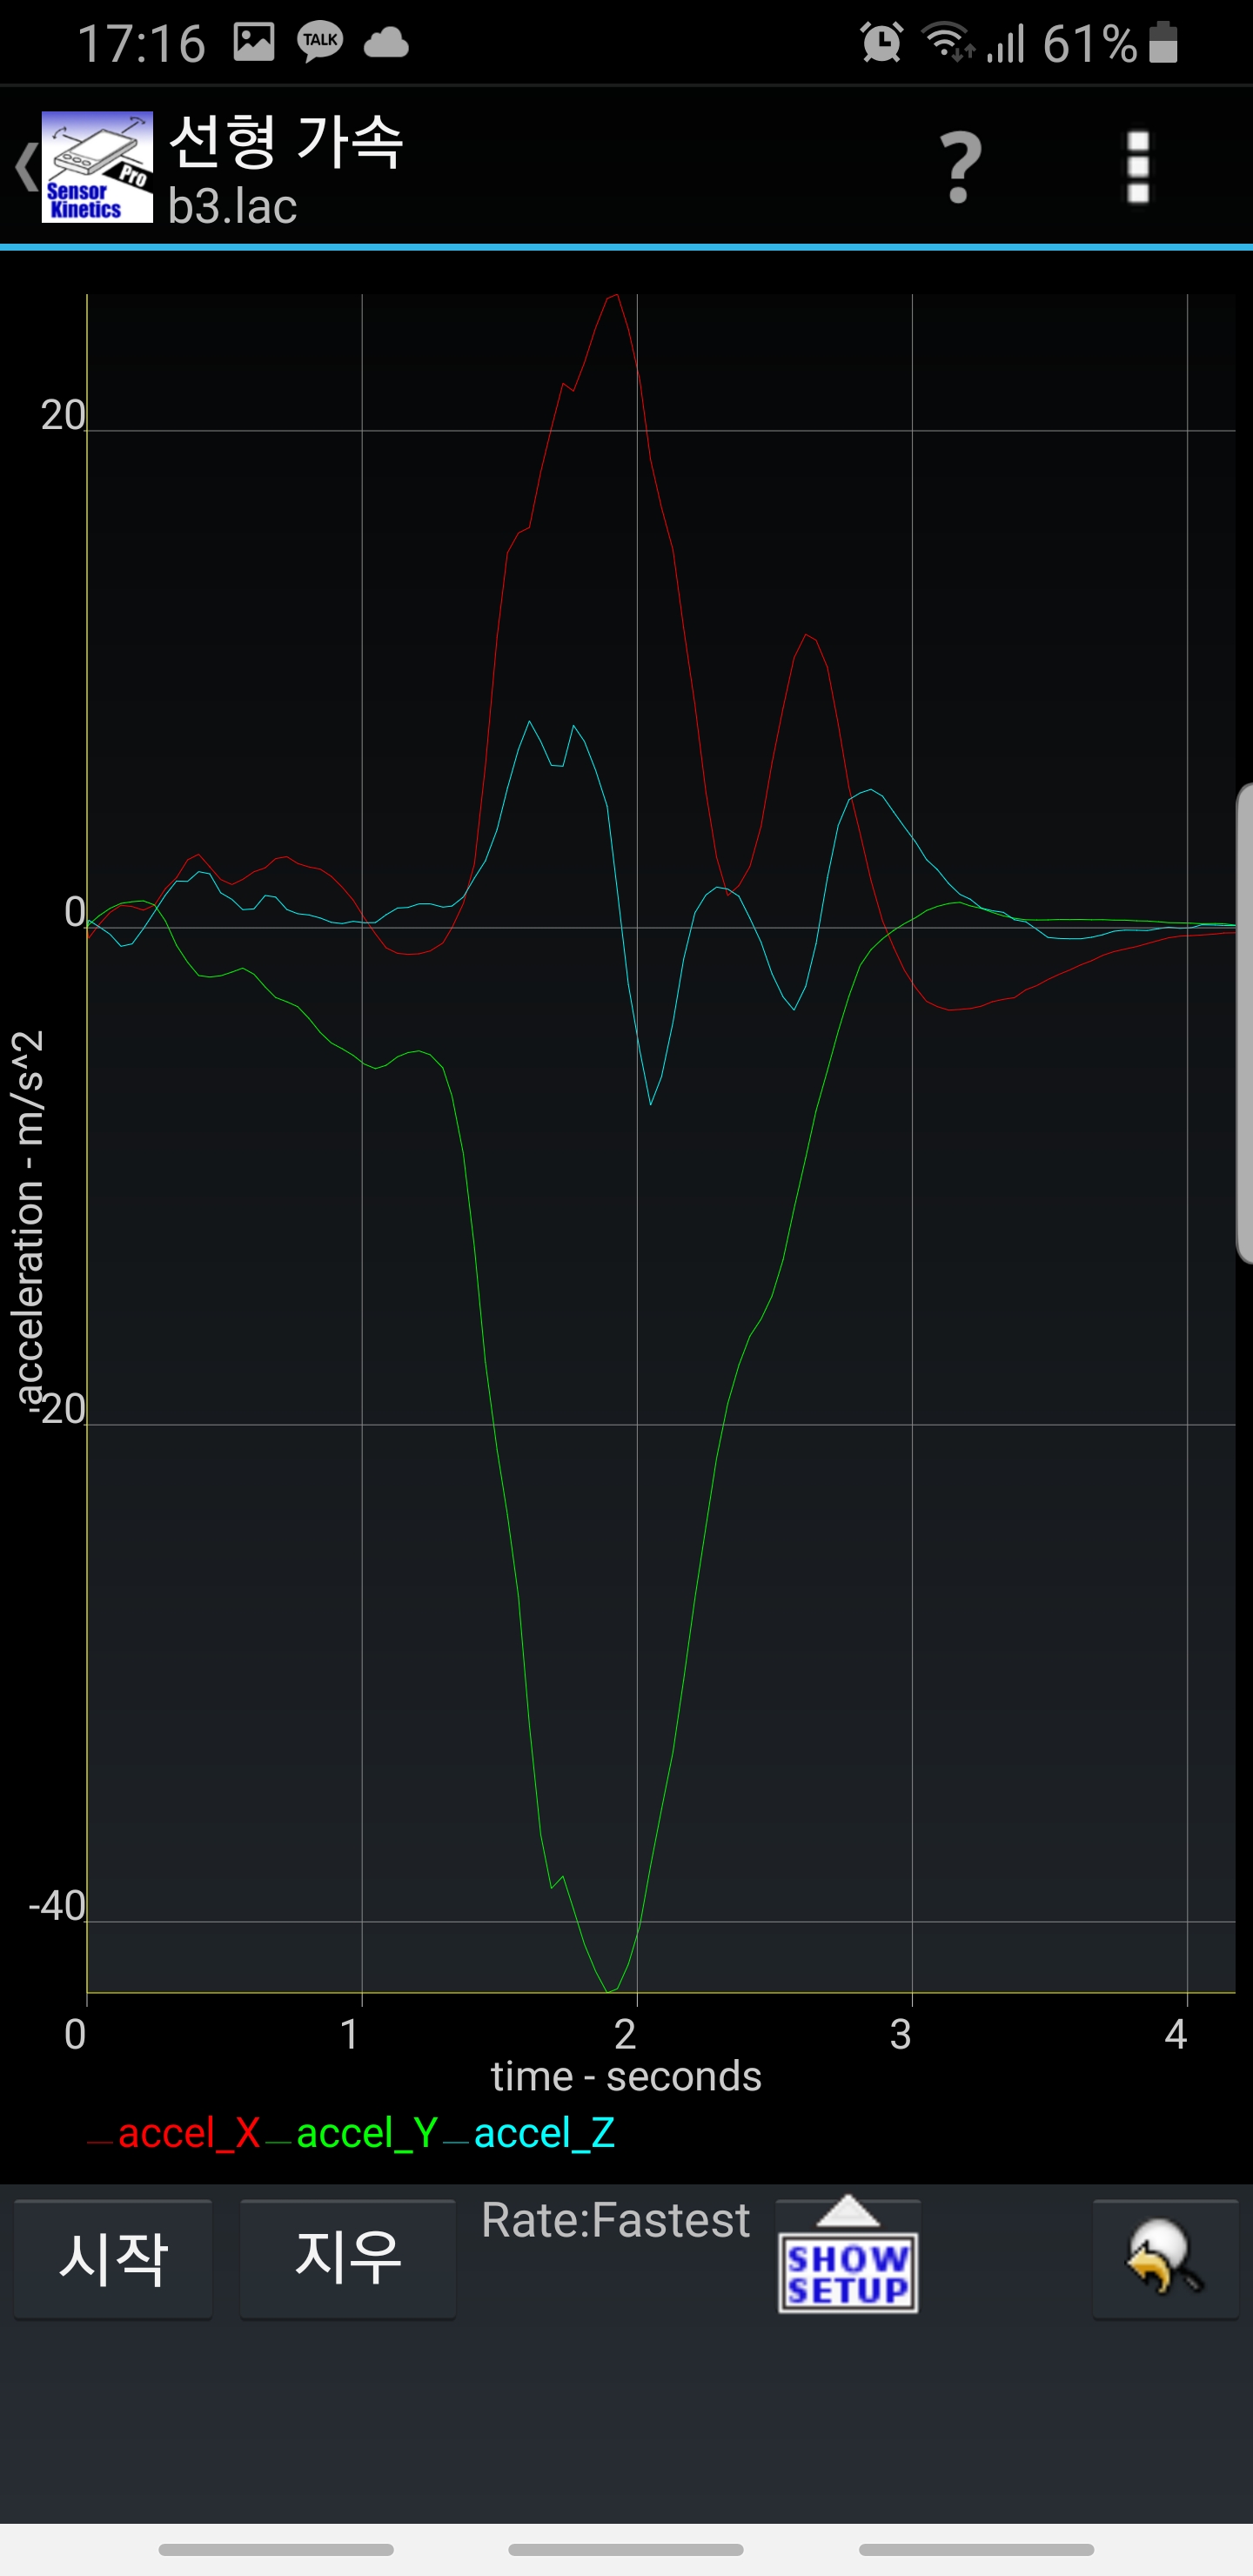 17:16 TALK 61%
선형 가속
Sensor Kinetics Pro
b3.lac
?
20
0
-20
-40
acceleration - m/s^2
0 1 2 3 4
time - seconds
accel_X accel_Y accel_Z
시작 지우 Rate:Fastest SHOW SETUP